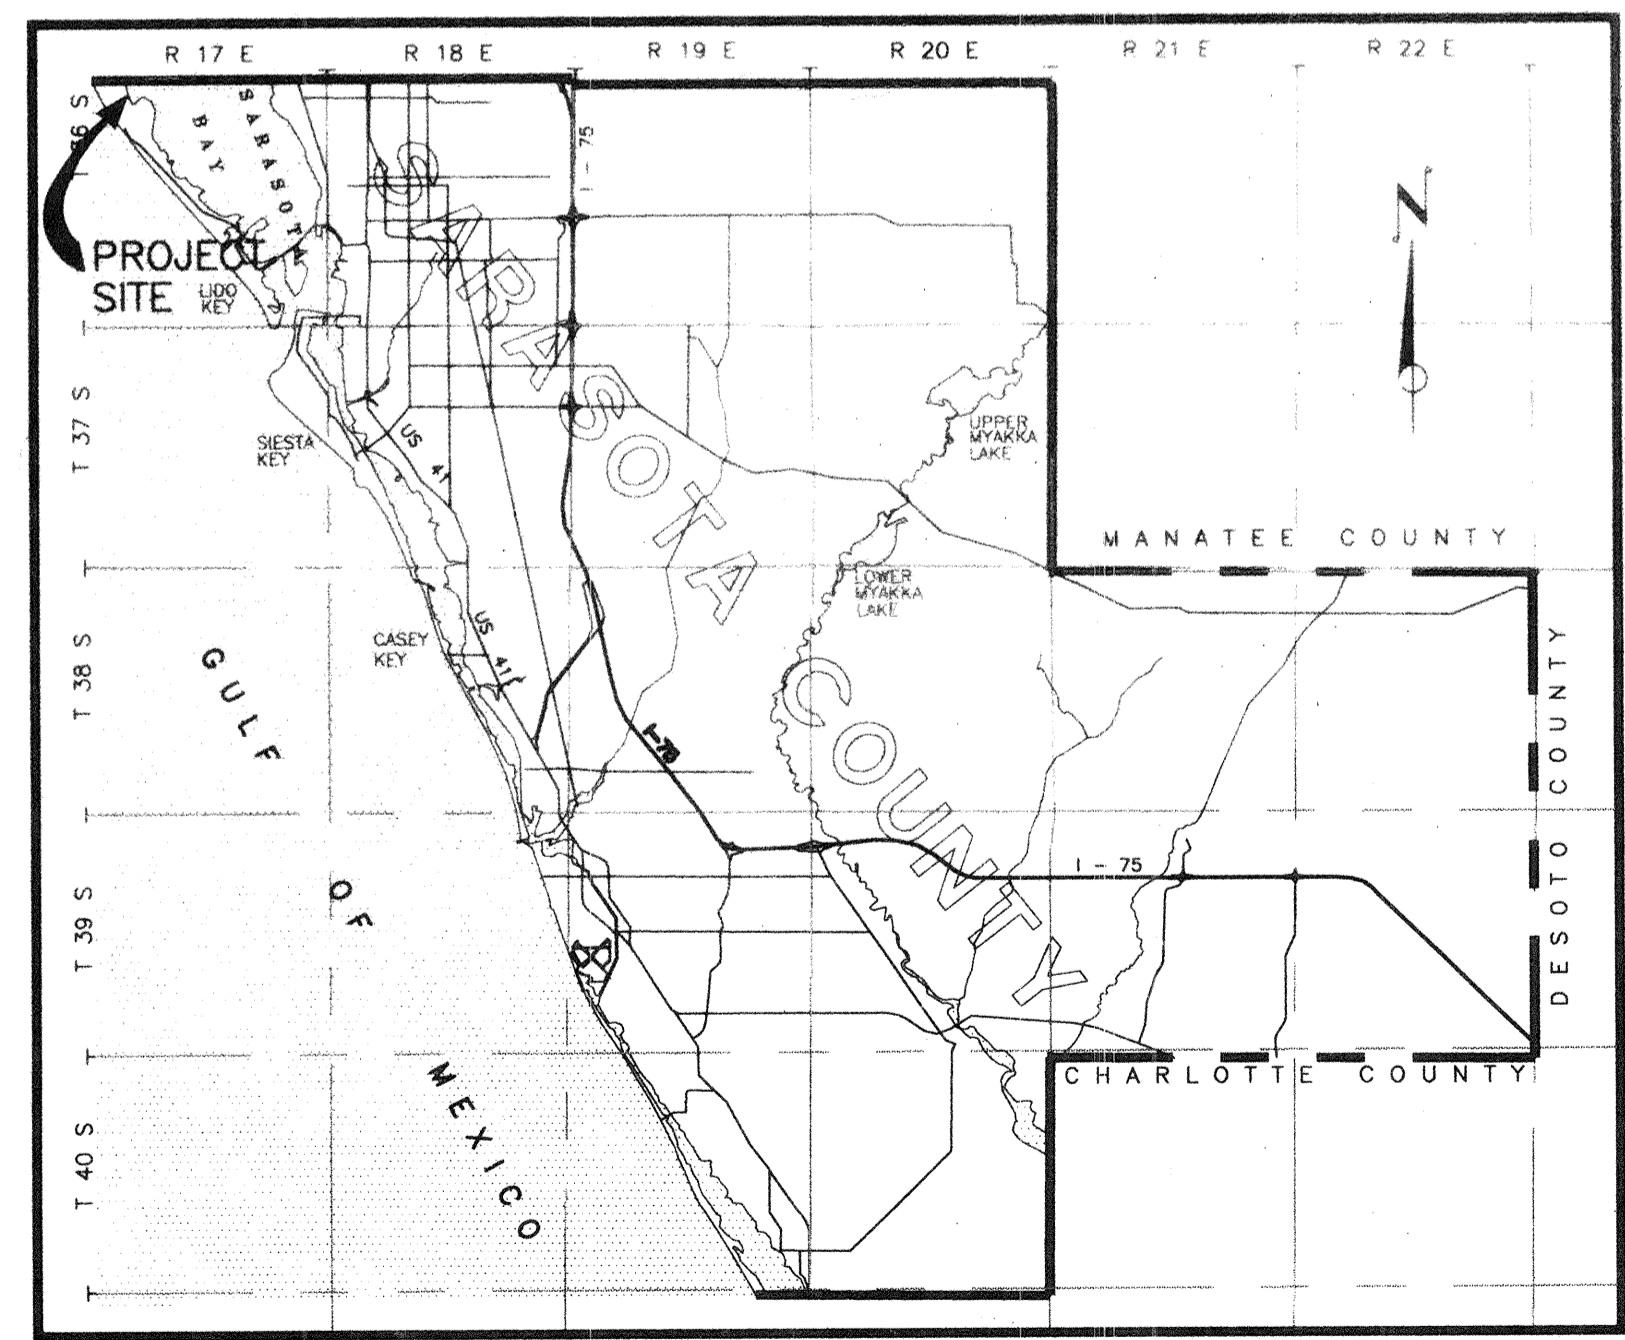 R 17 E
R 18 E
R 19 E
R 20 E
R 21 E
R 22 E
T 36 S
SARASOTA
BAY
I - 75
PROJECT
SITE
LIDO
KEY
SARASOTA COUNTY
T 37 S
SIESTA
KEY
US 41
UPPER
MYAKKA
LAKE
MANATEE COUNTY
LOWER
MYAKKA
LAKE
T 38 S
CASEY
KEY
US 41
I-75
GULF OF MEXICO
DESOTO COUNTY
I - 75
T 39 S
CHARLOTTE COUNTY
T 40 S
N